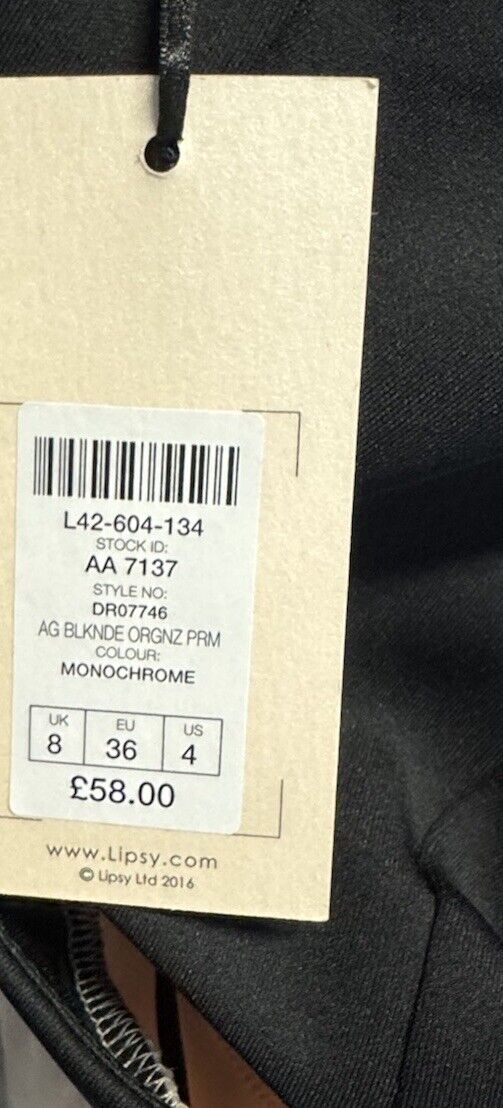 L42-604-134
STOCK ID:
AA 7137
STYLE NO:
DR07746
AG BLKNDE ORGNZ PRM
COLOUR:
MONOCHROME
UK EU US
8 36 4
£58.00
www.Lipsy.com
© Lipsy Ltd 2016